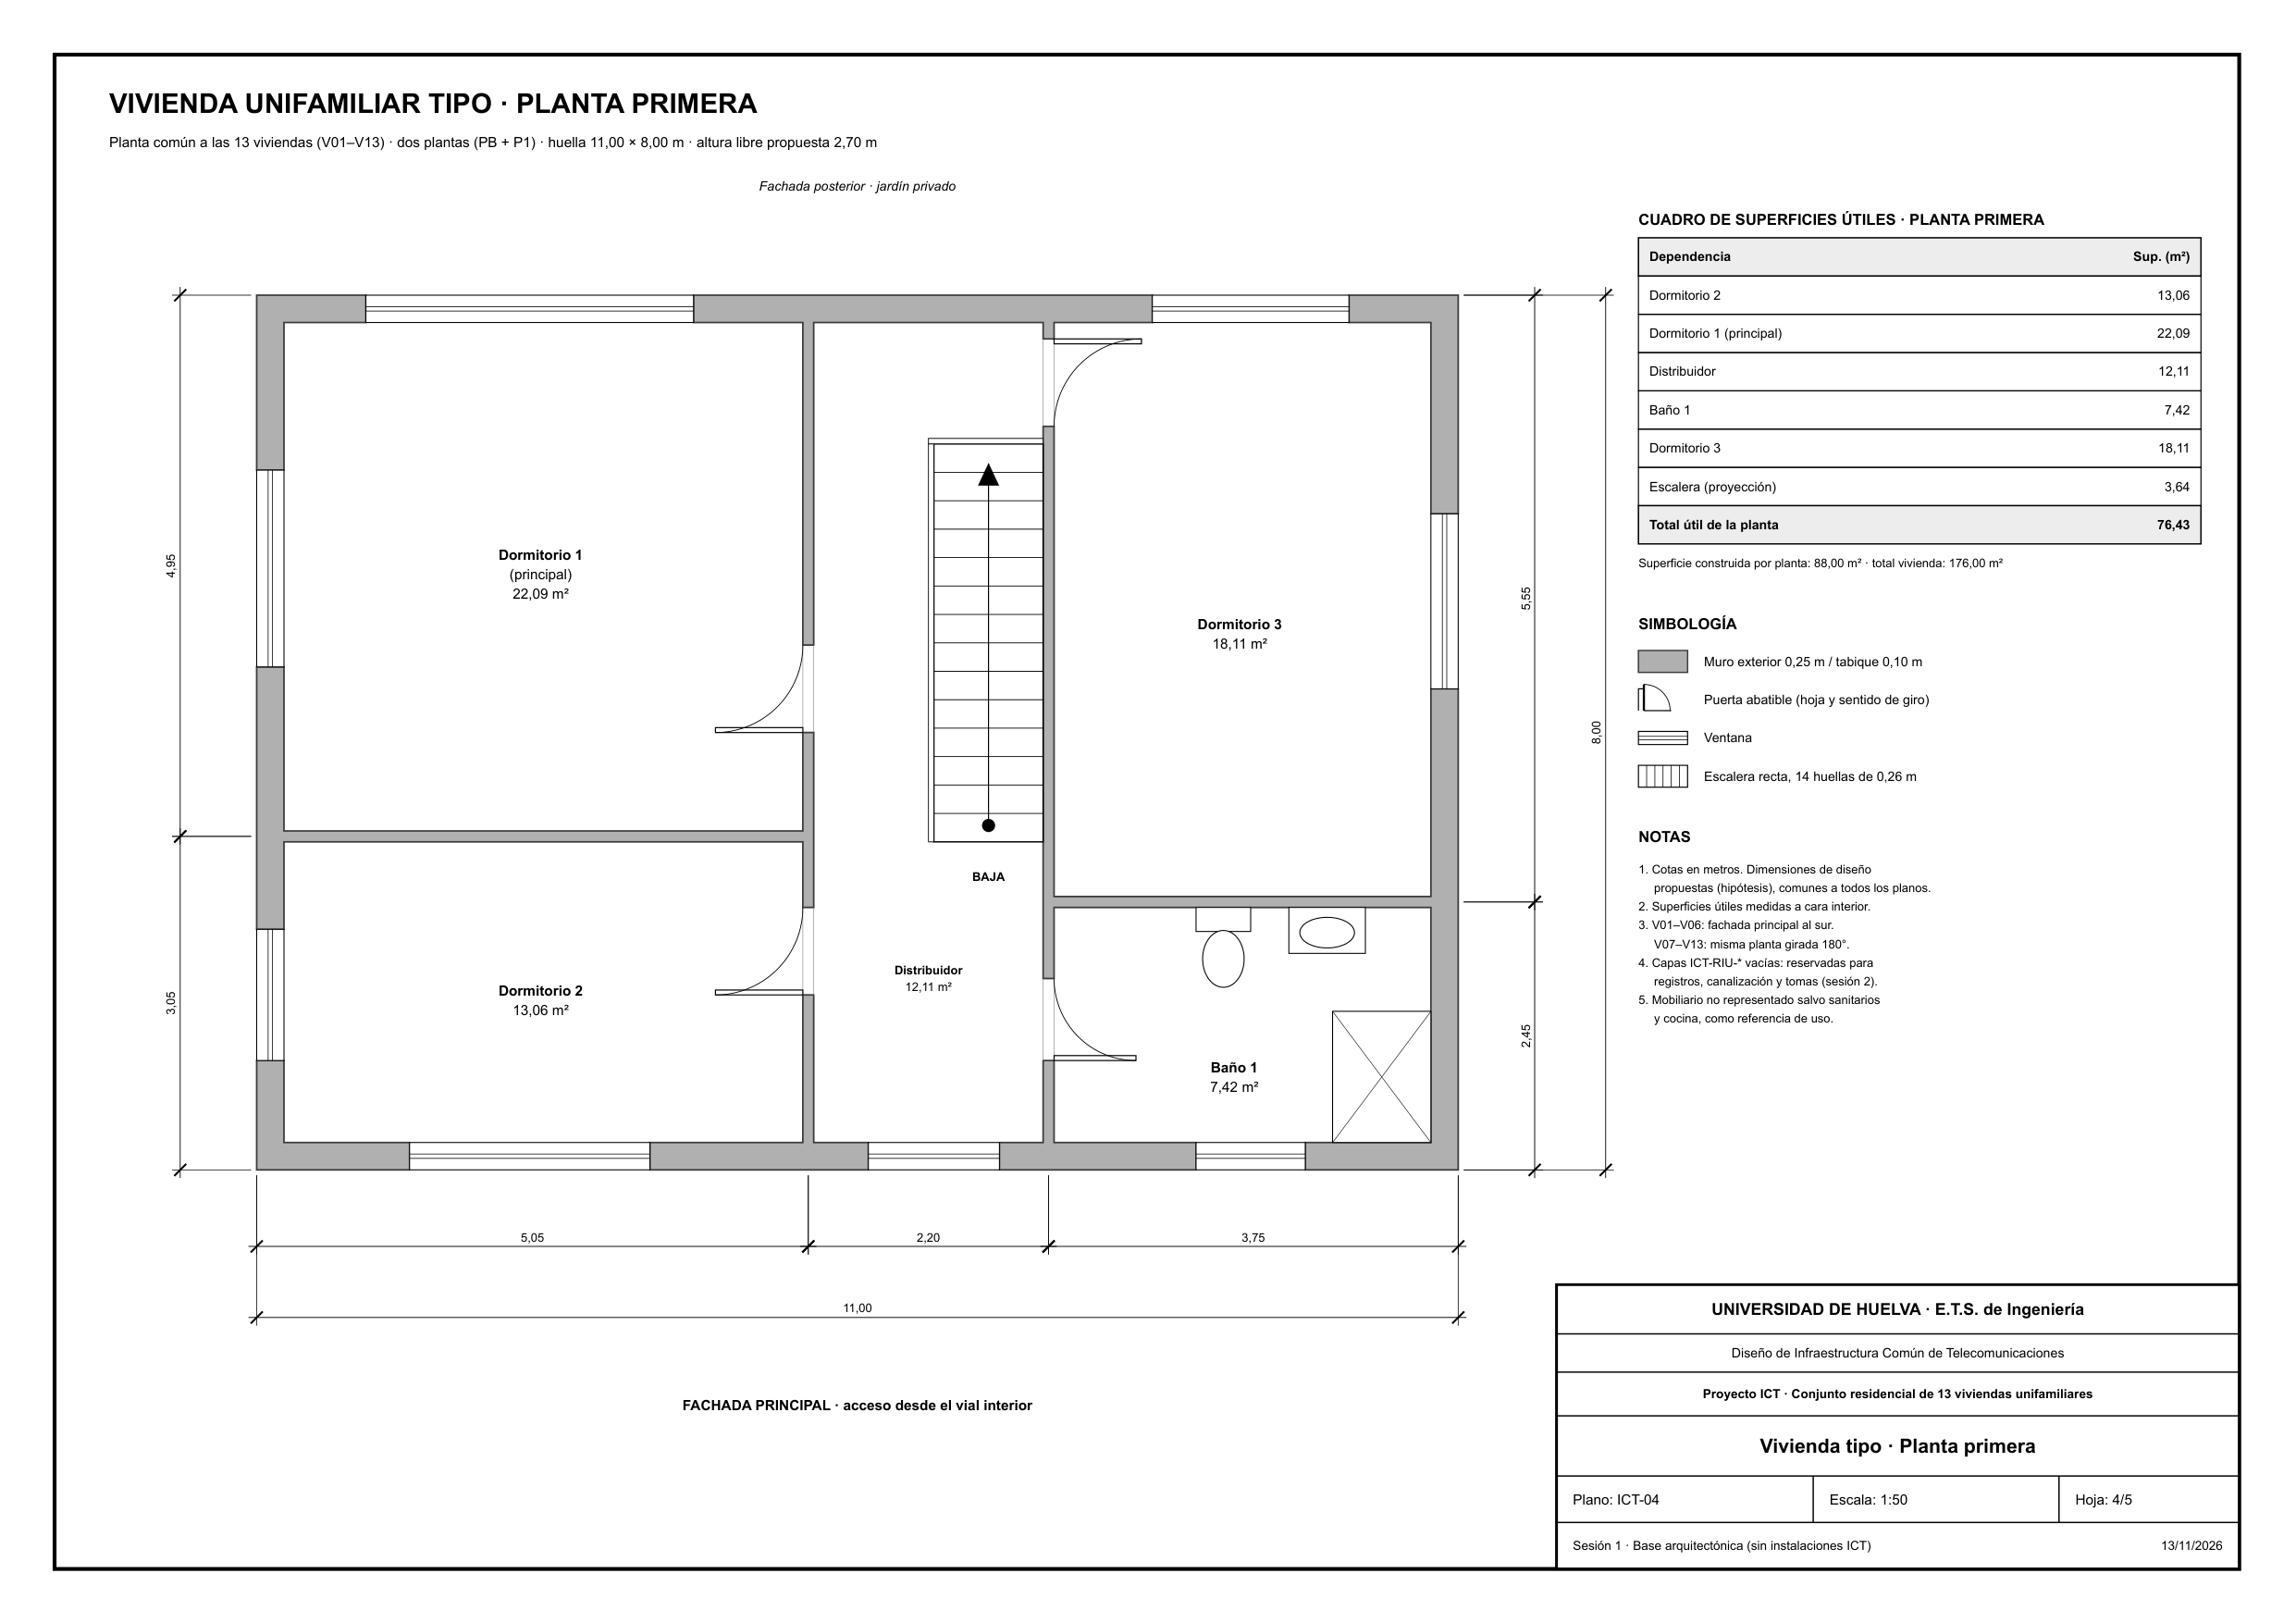 VIVIENDA UNIFAMILIAR TIPO · PLANTA PRIMERA
Planta común a las 13 viviendas (V01–V13) · dos plantas (PB + P1) · huella 11,00 × 8,00 m · altura libre propuesta 2,70 m
Fachada posterior · jardín privado
4,95
3,05
Dormitorio 1
(principal)
22,09 m²
Dormitorio 2
13,06 m²
BAJA
Distribuidor
12,11 m²
Dormitorio 3
18,11 m²
Baño 1
7,42 m²
5,55
2,45
8,00
5,05
2,20
3,75
11,00
FACHADA PRINCIPAL · acceso desde el vial interior
CUADRO DE SUPERFICIES ÚTILES · PLANTA PRIMERA
Dependencia Sup. (m²)
Dormitorio 2 13,06
Dormitorio 1 (principal) 22,09
Distribuidor 12,11
Baño 1 7,42
Dormitorio 3 18,11
Escalera (proyección) 3,64
Total útil de la planta 76,43
Superficie construida por planta: 88,00 m² · total vivienda: 176,00 m²
SIMBOLOGÍA
Muro exterior 0,25 m / tabique 0,10 m
Puerta abatible (hoja y sentido de giro)
Ventana
Escalera recta, 14 huellas de 0,26 m
NOTAS
1. Cotas en metros. Dimensiones de diseño
propuestas (hipótesis), comunes a todos los planos.
2. Superficies útiles medidas a cara interior.
3. V01–V06: fachada principal al sur.
V07–V13: misma planta girada 180°.
4. Capas ICT-RIU-* vacías: reservadas para
registros, canalización y tomas (sesión 2).
5. Mobiliario no representado salvo sanitarios
y cocina, como referencia de uso.
UNIVERSIDAD DE HUELVA · E.T.S. de Ingeniería
Diseño de Infraestructura Común de Telecomunicaciones
Proyecto ICT · Conjunto residencial de 13 viviendas unifamiliares
Vivienda tipo · Planta primera
Plano: ICT-04 Escala: 1:50 Hoja: 4/5
Sesión 1 · Base arquitectónica (sin instalaciones ICT) 13/11/2026